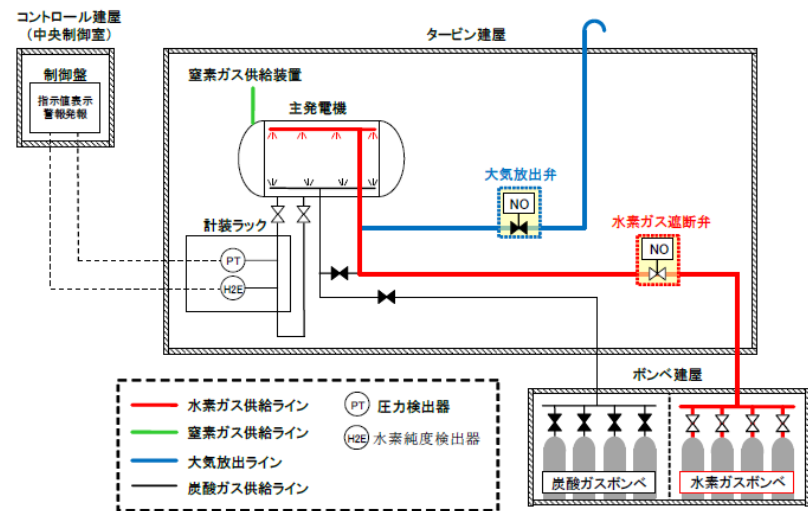 コントロール建屋
（中央制御室）
制御盤
指示値表示
警報発報
タービン建屋
窒素ガス供給装置
主発電機
大気放出弁
NO
水素ガス遮断弁
NO
計装ラック
PT
H2E
ボンベ建屋
水素ガス供給ライン
窒素ガス供給ライン
大気放出ライン
炭酸ガス供給ライン
PT 圧力検出器
H2E 水素純度検出器
炭酸ガスボンベ
水素ガスボンベ